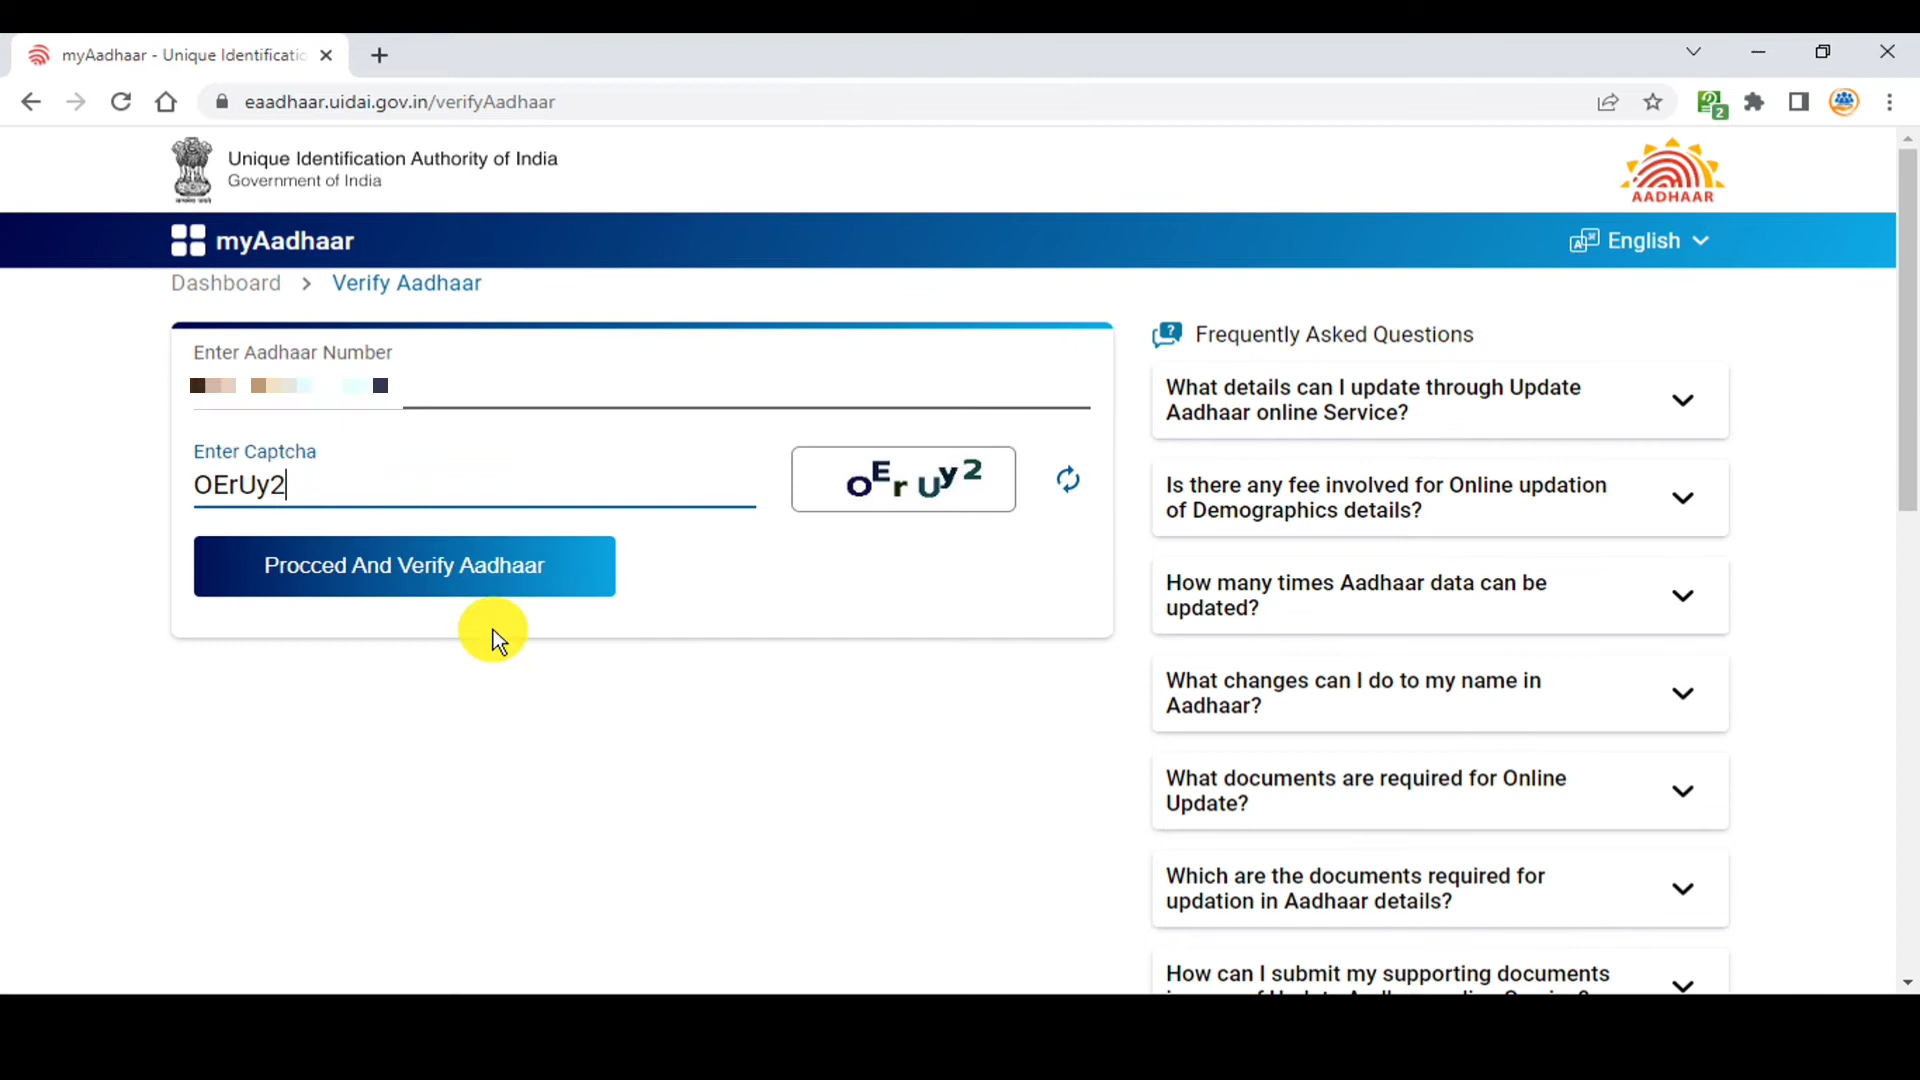 myAadhaar - Unique Identificatio
eaadhaar.uidai.gov.in/verifyAadhaar
2
Unique Identification Authority of India
Government of India
AADHAAR
myAadhaar
English
Dashboard > Verify Aadhaar
Enter Aadhaar Number
Enter Captcha
OErUy2
oErUy2
Procced And Verify Aadhaar
Frequently Asked Questions
What details can I update through Update
Aadhaar online Service?
Is there any fee involved for Online updation
of Demographics details?
How many times Aadhaar data can be
updated?
What changes can I do to my name in
Aadhaar?
What documents are required for Online
Update?
Which are the documents required for
updation in Aadhaar details?
How can I submit my supporting documents